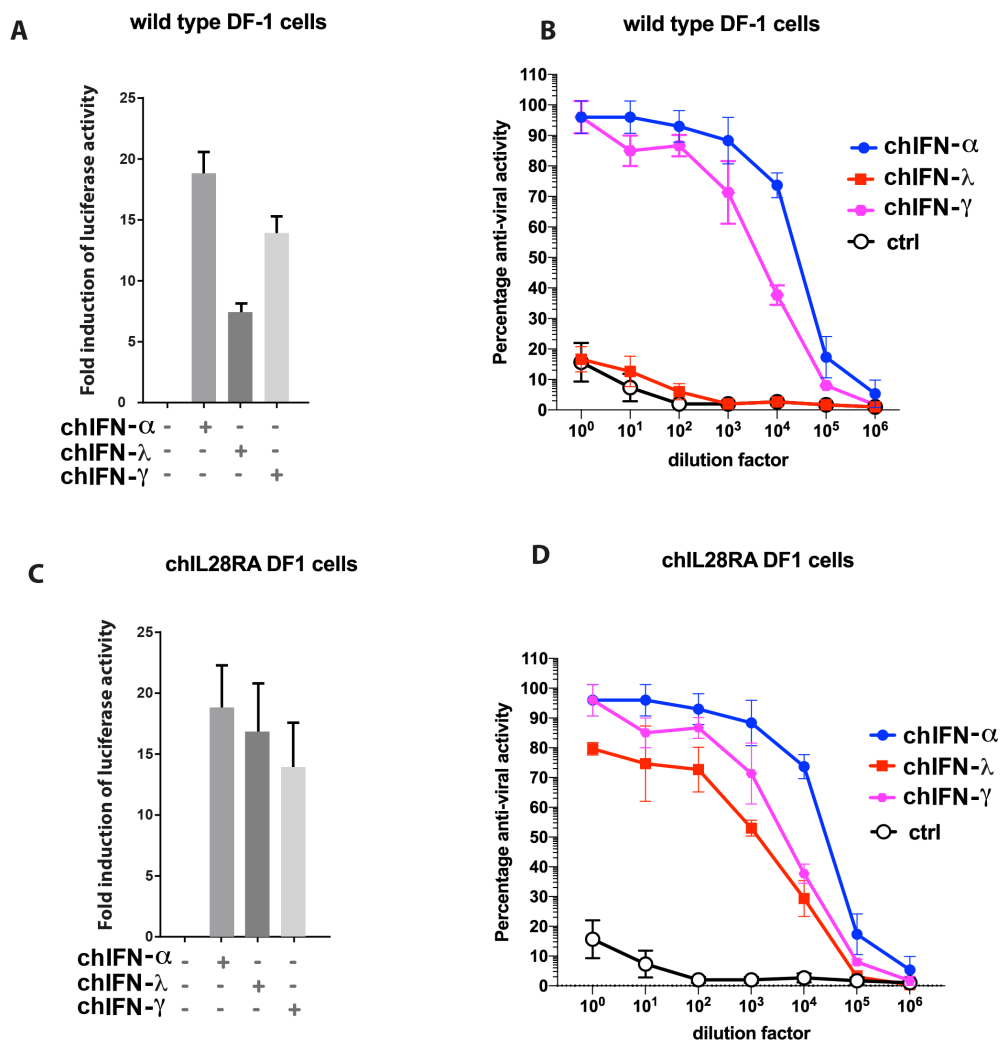 A
wild type DF-1 cells
Fold induction of luciferase activity
25
20
15
10
5
0
chIFN-α - + - -
chIFN-λ - - + -
chIFN-γ - - - +
B
wild type DF-1 cells
Percentage anti-viral activity
110
100
90
80
70
60
50
40
30
20
10
0
10⁰ 10¹ 10² 10³ 10⁴ 10⁵ 10⁶
dilution factor
chIFN-α
chIFN-λ
chIFN-γ
ctrl
C
chIL28RA DF1 cells
Fold induction of luciferase activity
25
20
15
10
5
0
chIFN-α - + - -
chIFN-λ - - + -
chIFN-γ - - - +
D
chIL28RA DF1 cells
Percentage anti-viral activity
110
100
90
80
70
60
50
40
30
20
10
0
10⁰ 10¹ 10² 10³ 10⁴ 10⁵ 10⁶
dilution factor
chIFN-α
chIFN-λ
chIFN-γ
ctrl